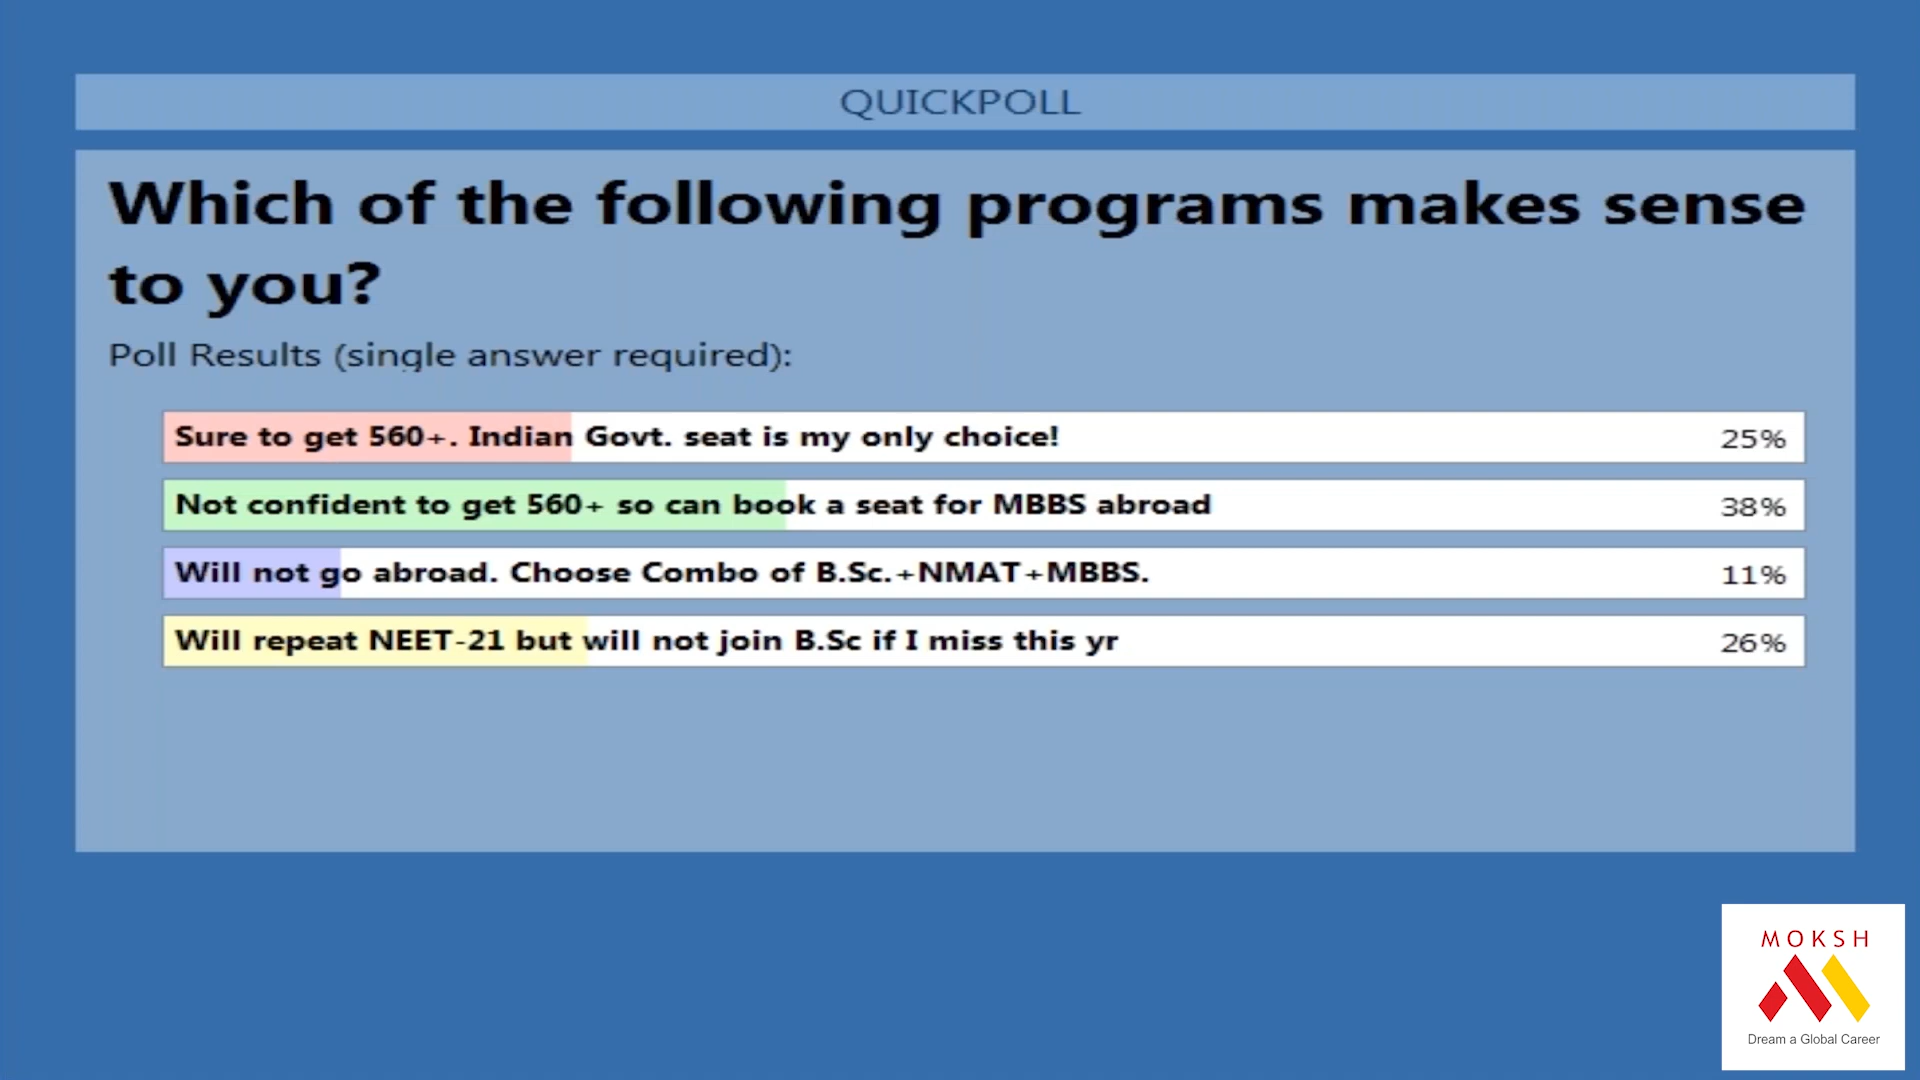 QUICKPOLL
Which of the following programs makes sense
to you?
Poll Results (single answer required):
Sure to get 560+. Indian Govt. seat is my only choice! 25%
Not confident to get 560+ so can book a seat for MBBS abroad 38%
Will not go abroad. Choose Combo of B.Sc.+NMAT+MBBS. 11%
Will repeat NEET-21 but will not join B.Sc if I miss this yr 26%
MOKSH
Dream a Global Career